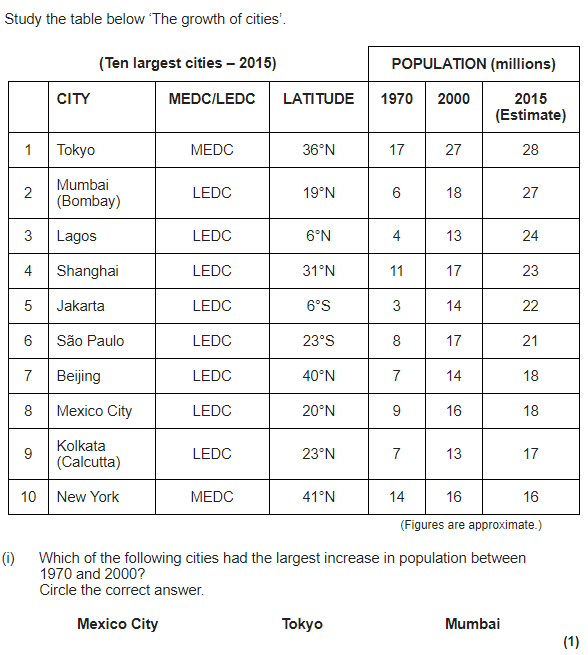 Study the table below ‘The growth of cities’.
(Ten largest cities – 2015) POPULATION (millions)
CITY MEDC/LEDC LATITUDE 1970 2000 2015 (Estimate)
1 Tokyo MEDC 36°N 17 27 28
2 Mumbai (Bombay) LEDC 19°N 6 18 27
3 Lagos LEDC 6°N 4 13 24
4 Shanghai LEDC 31°N 11 17 23
5 Jakarta LEDC 6°S 3 14 22
6 São Paulo LEDC 23°S 8 17 21
7 Beijing LEDC 40°N 7 14 18
8 Mexico City LEDC 20°N 9 16 18
9 Kolkata (Calcutta) LEDC 23°N 7 13 17
10 New York MEDC 41°N 14 16 16
(Figures are approximate.)
(i) Which of the following cities had the largest increase in population between
1970 and 2000?
Circle the correct answer.
Mexico City Tokyo Mumbai
(1)